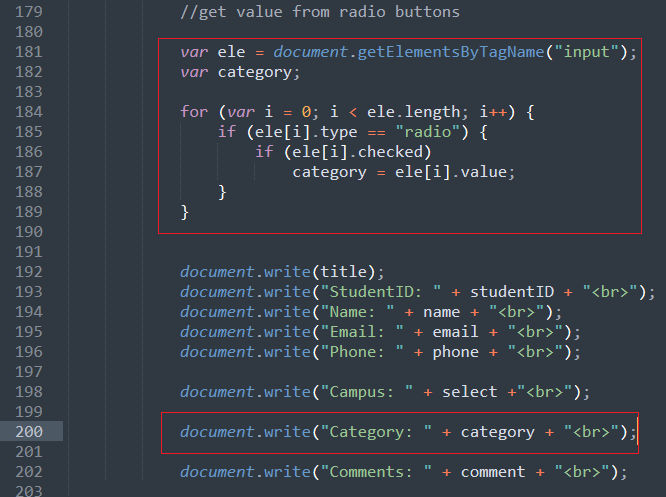 179 //get value from radio buttons
180
181 var ele = document.getElementsByTagName("input");
182 var category;
183
184 for (var i = 0; i < ele.length; i++) {
185 if (ele[i].type == "radio") {
186 if (ele[i].checked)
187 category = ele[i].value;
188 }
189 }
190
191
192 document.write(title);
193 document.write("StudentID: " + studentID + "<br>");
194 document.write("Name: " + name + "<br>");
195 document.write("Email: " + email + "<br>");
196 document.write("Phone: " + phone + "<br>");
197
198 document.write("Campus: " + select +"<br>");
199
200 document.write("Category: " + category + "<br>");
201
202 document.write("Comments: " + comment + "<br>");
203